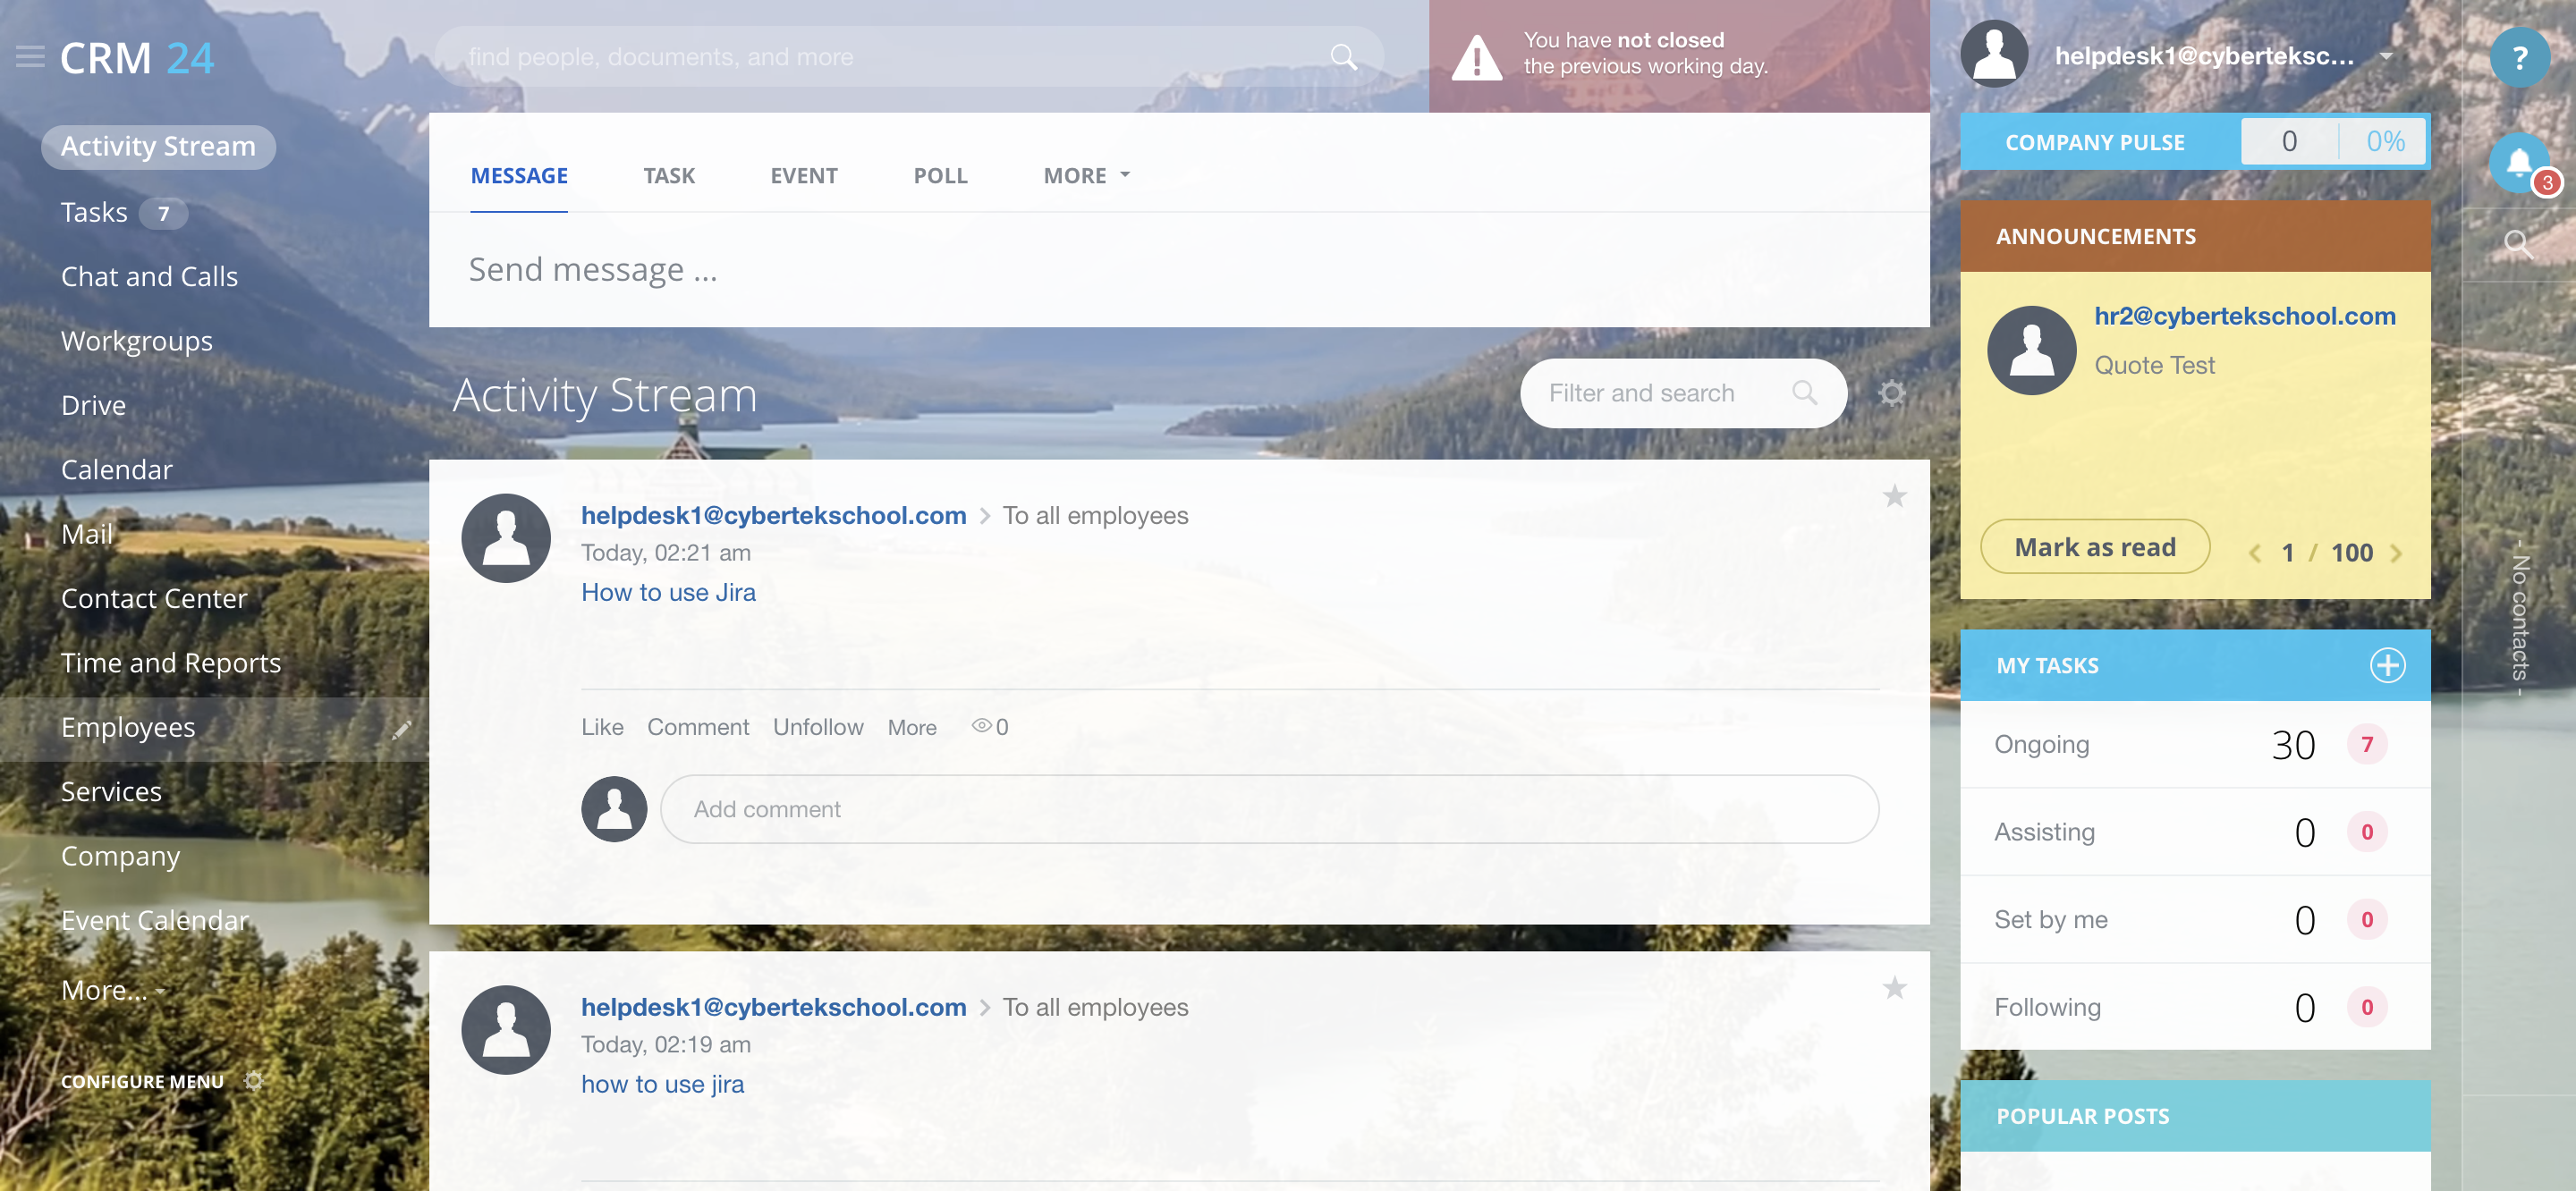 CRM 24
find people, documents, and more
You have not closed
the previous working day.
helpdesk1@cyberteksc...
?
Activity Stream
Tasks 7
Chat and Calls
Workgroups
Drive
Calendar
Mail
Contact Center
Time and Reports
Employees
Services
Company
Event Calendar
More...
CONFIGURE MENU
MESSAGE TASK EVENT POLL MORE
Send message ...
Activity Stream
Filter and search
helpdesk1@cybertekschool.com > To all employees
Today, 02:21 am
How to use Jira
Like Comment Unfollow More 0
Add comment
helpdesk1@cybertekschool.com > To all employees
Today, 02:19 am
how to use jira
COMPANY PULSE 0 0%
ANNOUNCEMENTS
hr2@cybertekschool.com
Quote Test
Mark as read < 1 / 100 >
MY TASKS
Ongoing 30 7
Assisting 0 0
Set by me 0 0
Following 0 0
POPULAR POSTS
3
- No contacts -